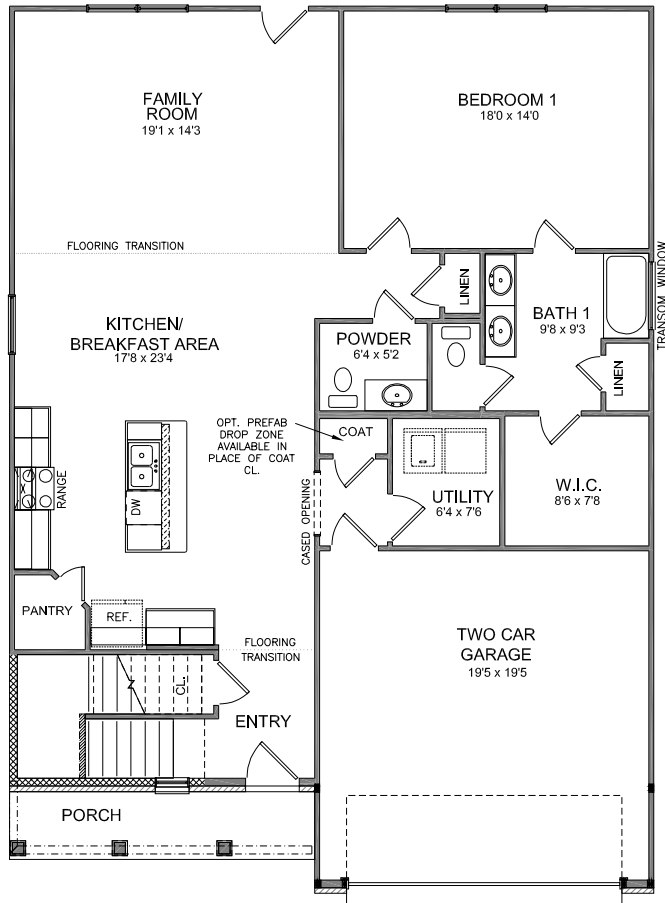 FAMILY
ROOM
19'1 x 14'3
BEDROOM 1
18'0 x 14'0
FLOORING TRANSITION
LINEN
TRANSOM WINDOW
KITCHEN/
BREAKFAST AREA
17'8 x 23'4
POWDER
6'4 x 5'2
BATH 1
9'8 x 9'3
LINEN
OPT. PREFAB
DROP ZONE
AVAILABLE IN
PLACE OF COAT
CL.
COAT
RANGE
DW
CASED OPENING
UTILITY
6'4 x 7'6
W.I.C.
8'6 x 7'8
PANTRY
REF.
FLOORING
TRANSITION
TWO CAR
GARAGE
19'5 x 19'5
CL.
ENTRY
PORCH